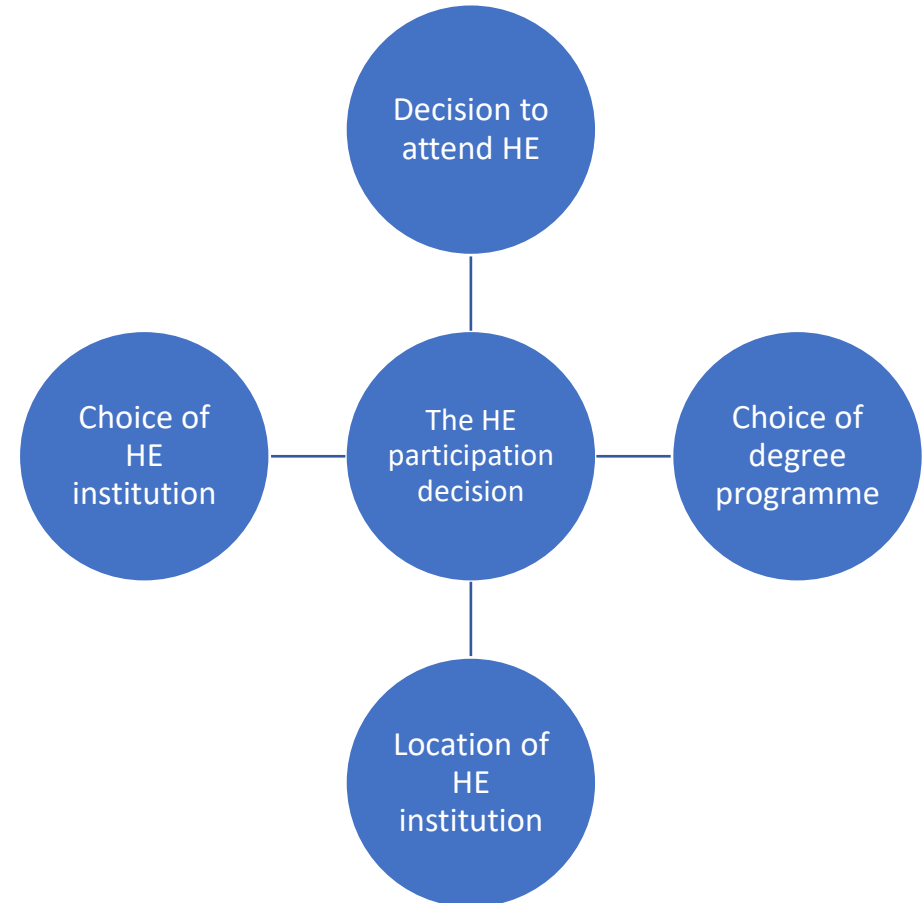 Decision to
attend HE
Choice of
HE
institution
The HE
participation
decision
Choice of
degree
programme
Location of
HE
institution